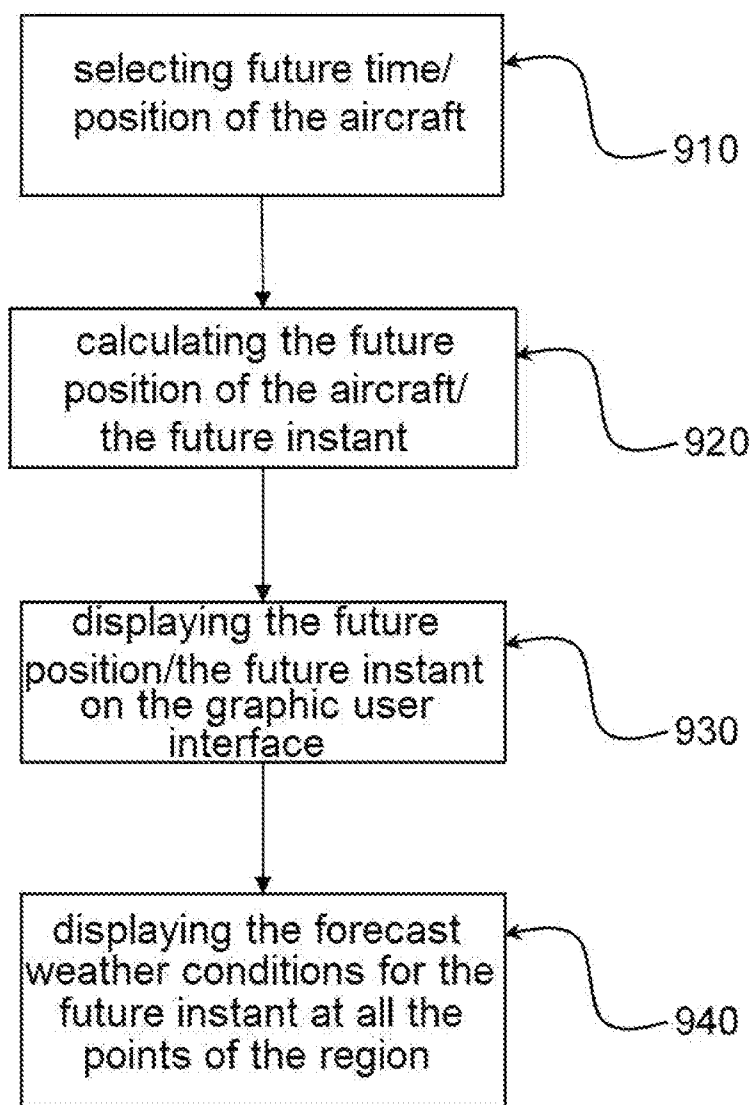 selecting future time/
position of the aircraft
910
calculating the future
position of the aircraft/
the future instant
920
displaying the future
position/the future instant
on the graphic user
interface
930
displaying the forecast
weather conditions for the
future instant at all the
points of the region
940